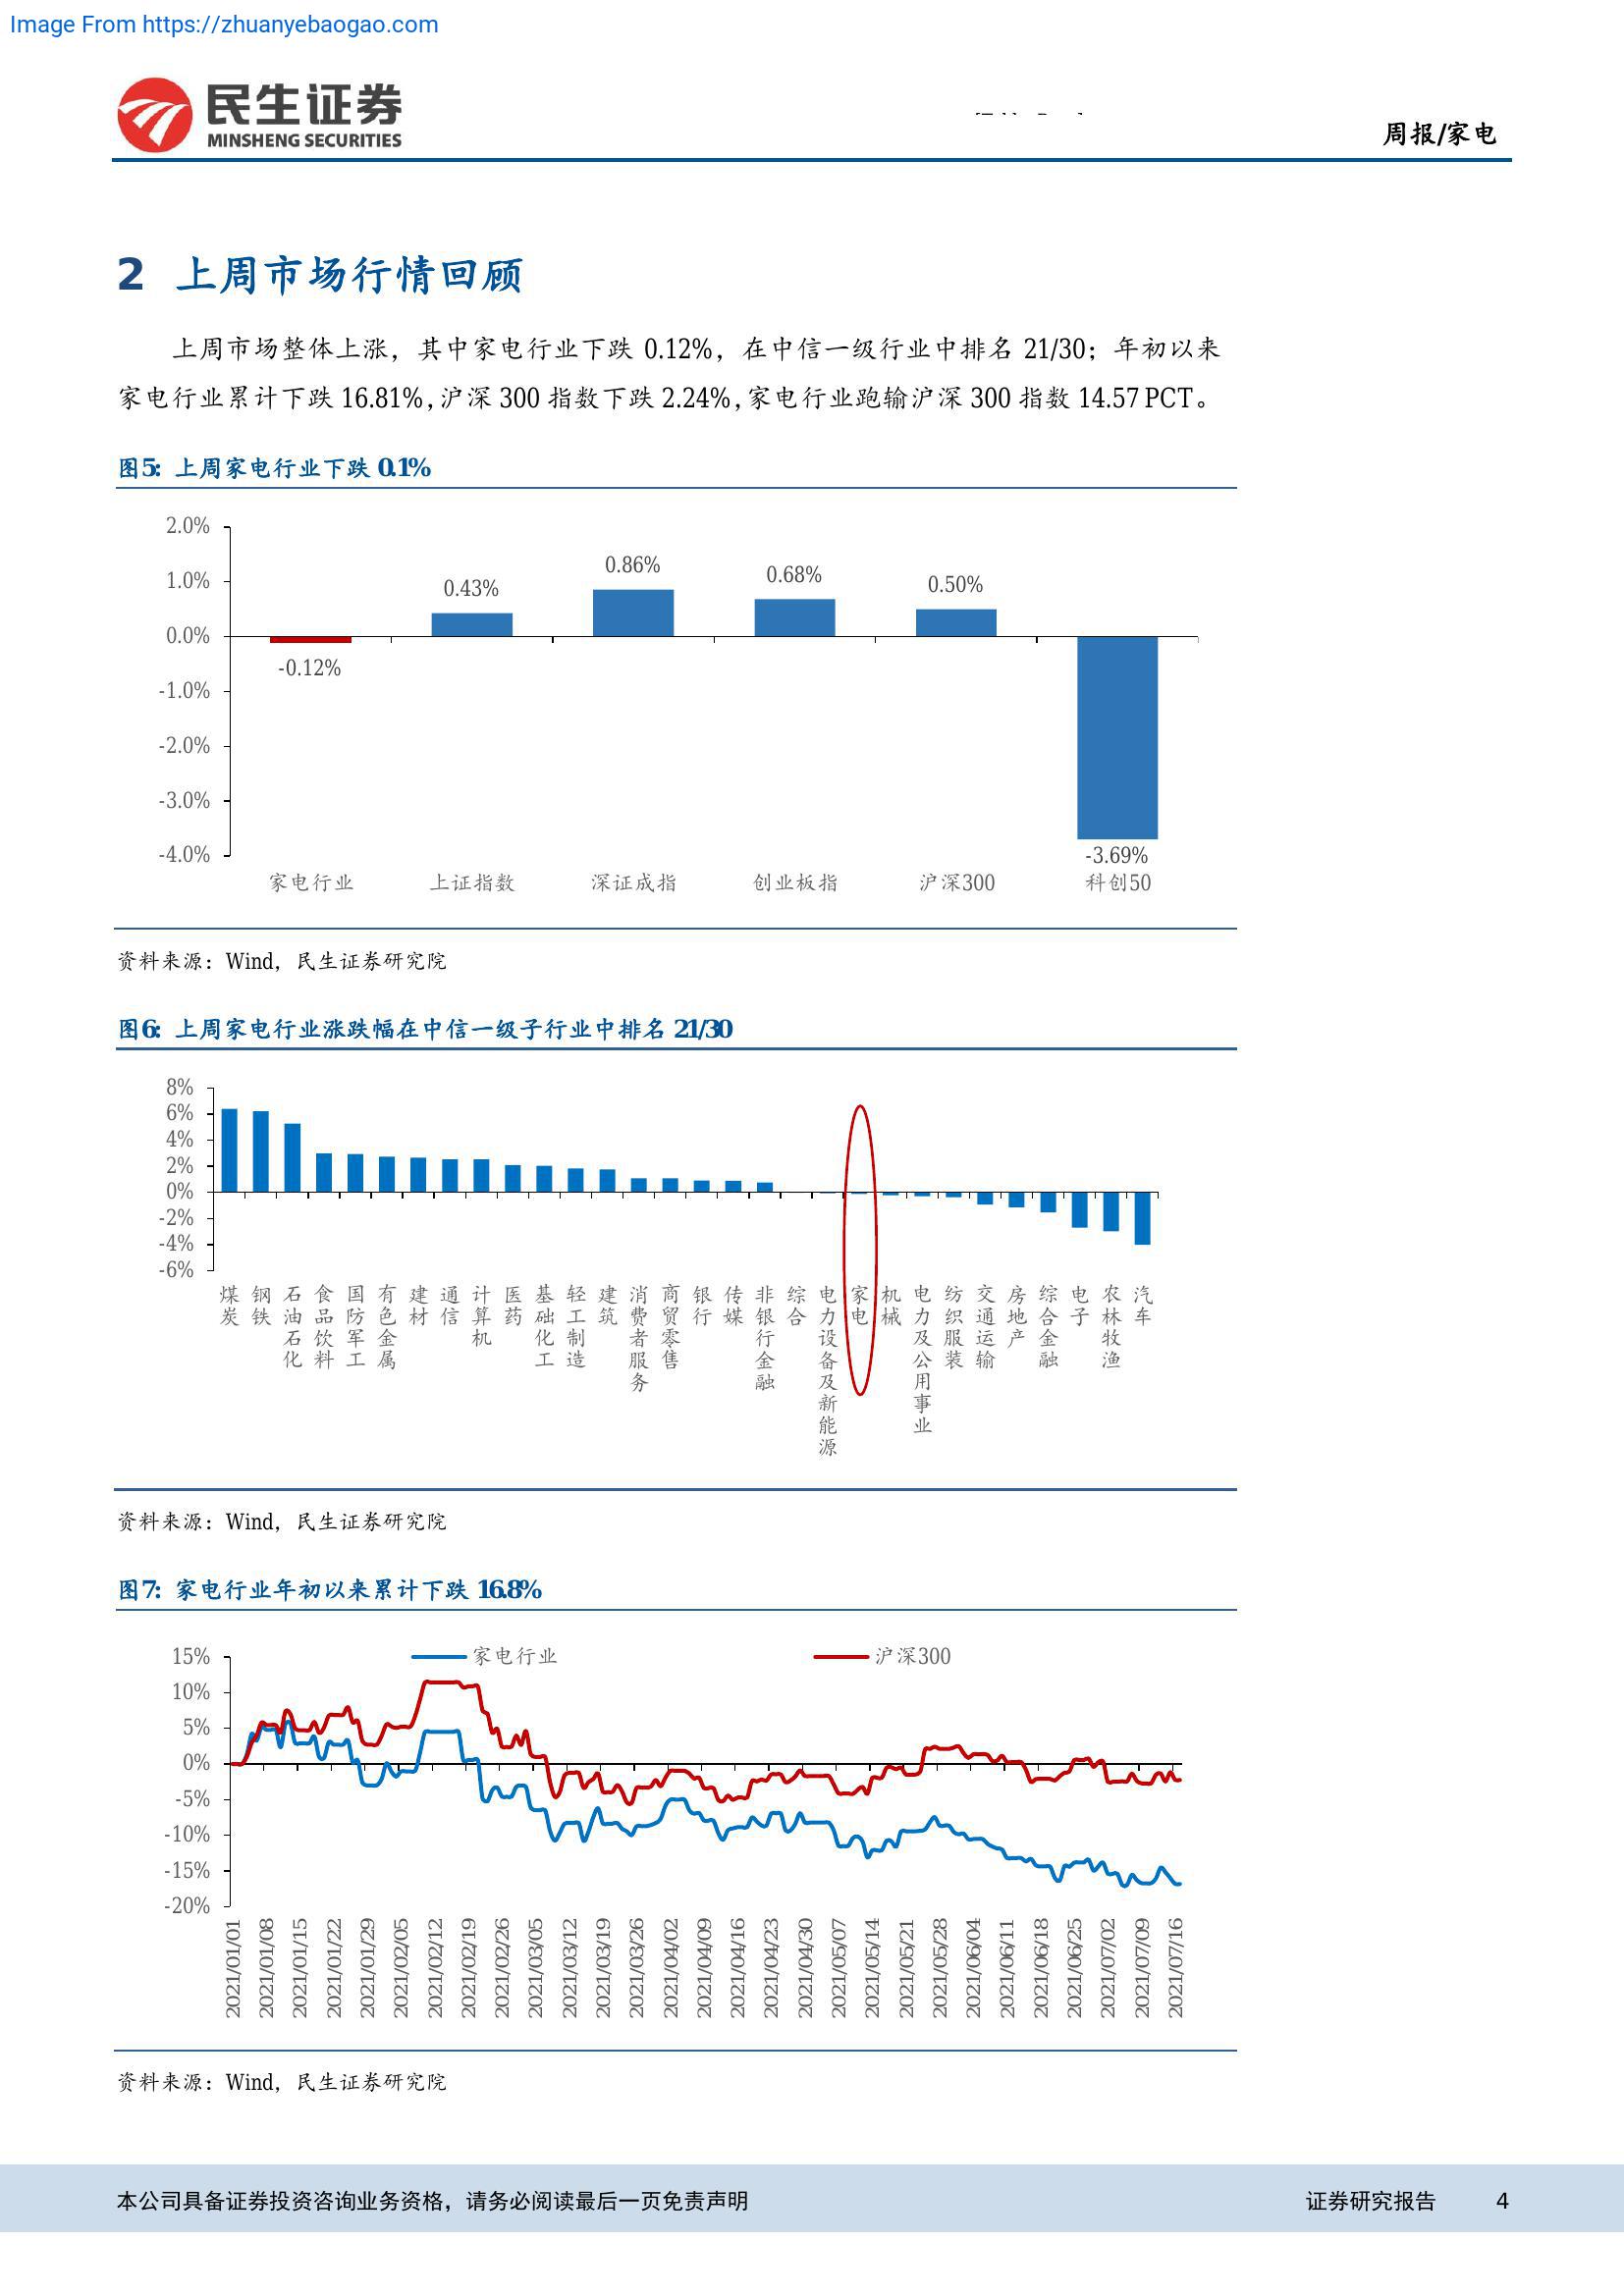 Image From https://zhuanyebaogao.com
民生证券
MINSHENG SECURITIES
周报/家电
2 上周市场行情回顾
上周市场整体上涨，其中家电行业下跌 0.12%，在中信一级行业中排名 21/30；年初以来
家电行业累计下跌 16.81%，沪深 300 指数下跌 2.24%，家电行业跑输沪深 300 指数 14.57 PCT。
图5: 上周家电行业下跌 0.1%
2.0%
1.0%
0.0%
-1.0%
-2.0%
-3.0%
-4.0%
-0.12%
0.43%
0.86%
0.68%
0.50%
-3.69%
家电行业 上证指数 深证成指 创业板指 沪深300 科创50
资料来源：Wind，民生证券研究院
图6: 上周家电行业涨跌幅在中信一级子行业中排名 21/30
8%
6%
4%
2%
0%
-2%
-4%
-6%
煤炭
钢铁
石油石化
食品饮料
国防军工
有色金属
建材
通信
计算机
医药
基础化工
轻工制造
建筑
消费者服务
商贸零售
银行
传媒
非银行金融
综合
电力设备及新能源
家电
机械
电力及公用事业
纺织服装
交通运输
房地产
综合金融
电子
农林牧渔
汽车
资料来源：Wind，民生证券研究院
图7: 家电行业年初以来累计下跌 16.8%
家电行业 沪深300
15%
10%
5%
0%
-5%
-10%
-15%
-20%
2021/01/01
2021/01/08
2021/01/15
2021/01/22
2021/01/29
2021/02/05
2021/02/12
2021/02/19
2021/02/26
2021/03/05
2021/03/12
2021/03/19
2021/03/26
2021/04/02
2021/04/09
2021/04/16
2021/04/23
2021/04/30
2021/05/07
2021/05/14
2021/05/21
2021/05/28
2021/06/04
2021/06/11
2021/06/18
2021/06/25
2021/07/02
2021/07/09
2021/07/16
资料来源：Wind，民生证券研究院
本公司具备证券投资咨询业务资格，请务必阅读最后一页免责声明 证券研究报告 4